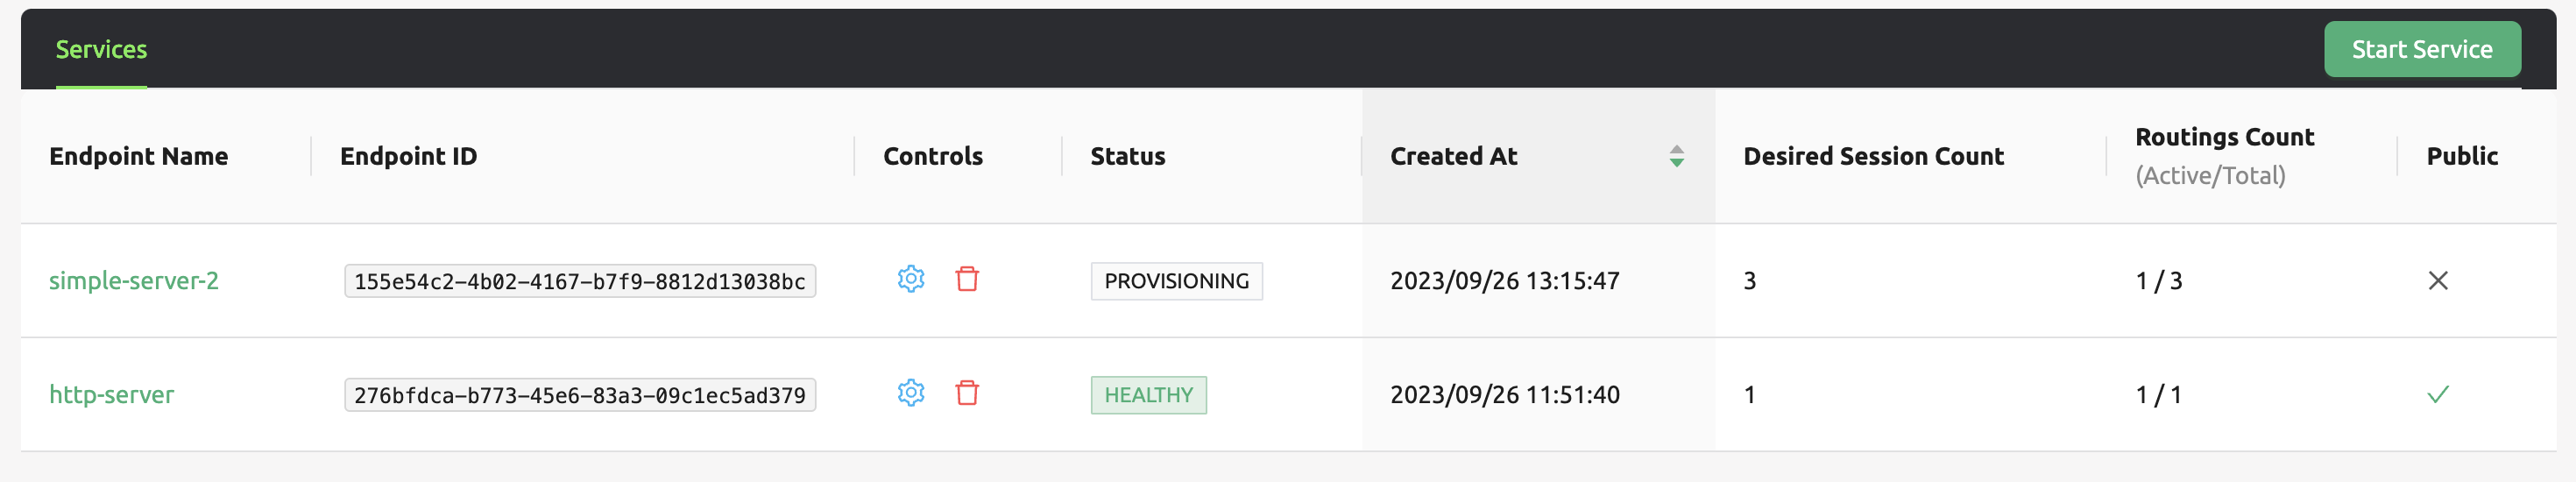 Services
Start Service
Endpoint Name Endpoint ID Controls Status Created At Desired Session Count Routings Count (Active/Total) Public
simple-server-2 155e54c2-4b02-4167-b7f9-8812d13038bc PROVISIONING 2023/09/26 13:15:47 3 1 / 3
http-server 276bfdca-b773-45e6-83a3-09c1ec5ad379 HEALTHY 2023/09/26 11:51:40 1 1 / 1